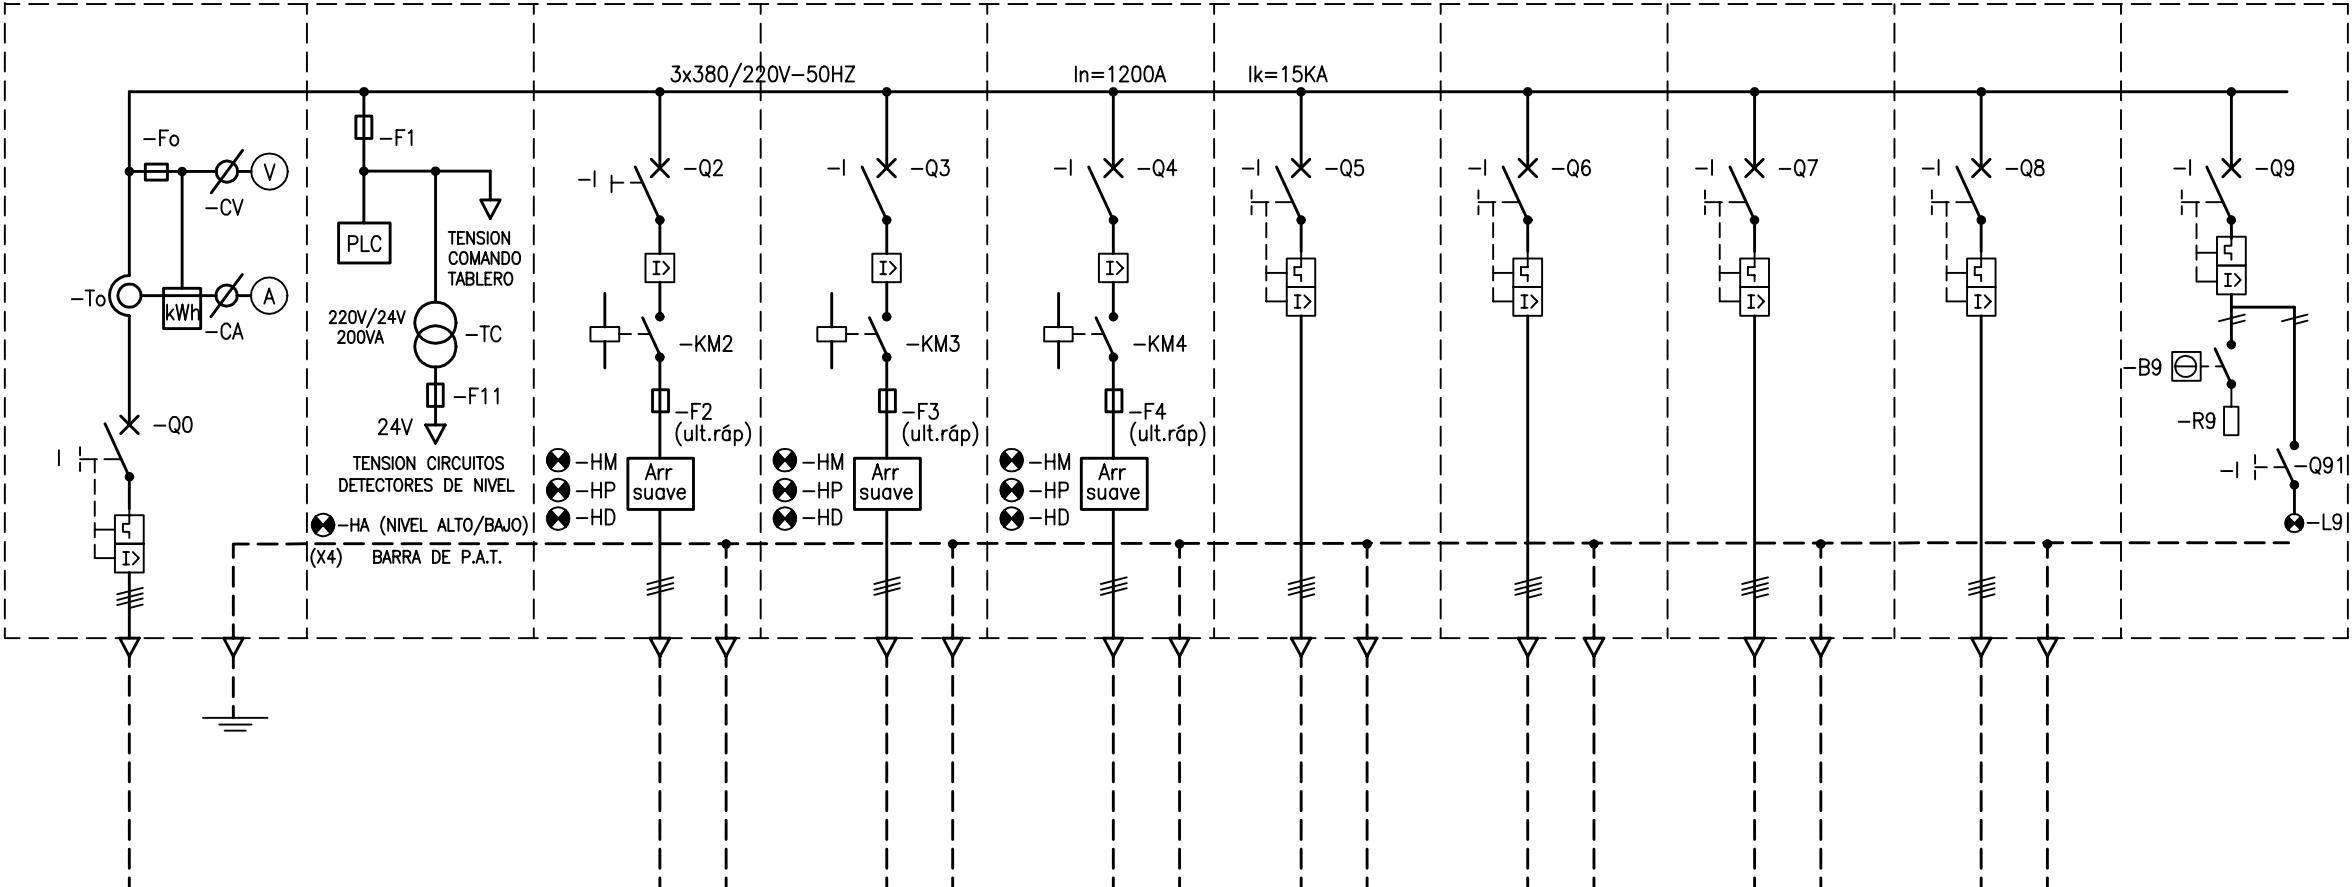 3x380/220V-50HZ In=1200A Ik=15KA
-Fo
V
-CV
-To
kWh
A
-CA
-Q0
I
-F1
PLC
TENSION
COMANDO
TABLERO
220V/24V
200VA
-TC
-F11
24V
TENSION CIRCUITOS
DETECTORES DE NIVEL
-HA (NIVEL ALTO/BAJO)
(X4) BARRA DE P.A.T.
I>
-I
-Q2
I>
-KM2
-F2
(ult.ráp)
-HM
-HP
-HD
Arr
suave
-I
-Q3
I>
-KM3
-F3
(ult.ráp)
-HM
-HP
-HD
Arr
suave
-I
-Q4
I>
-KM4
-F4
(ult.ráp)
-HM
-HP
-HD
Arr
suave
-I
-Q5
I>
-I
-Q6
I>
-I
-Q7
I>
-I
-Q8
I>
-I
-Q9
I>
-B9
-R9
-I
-Q91
-L9